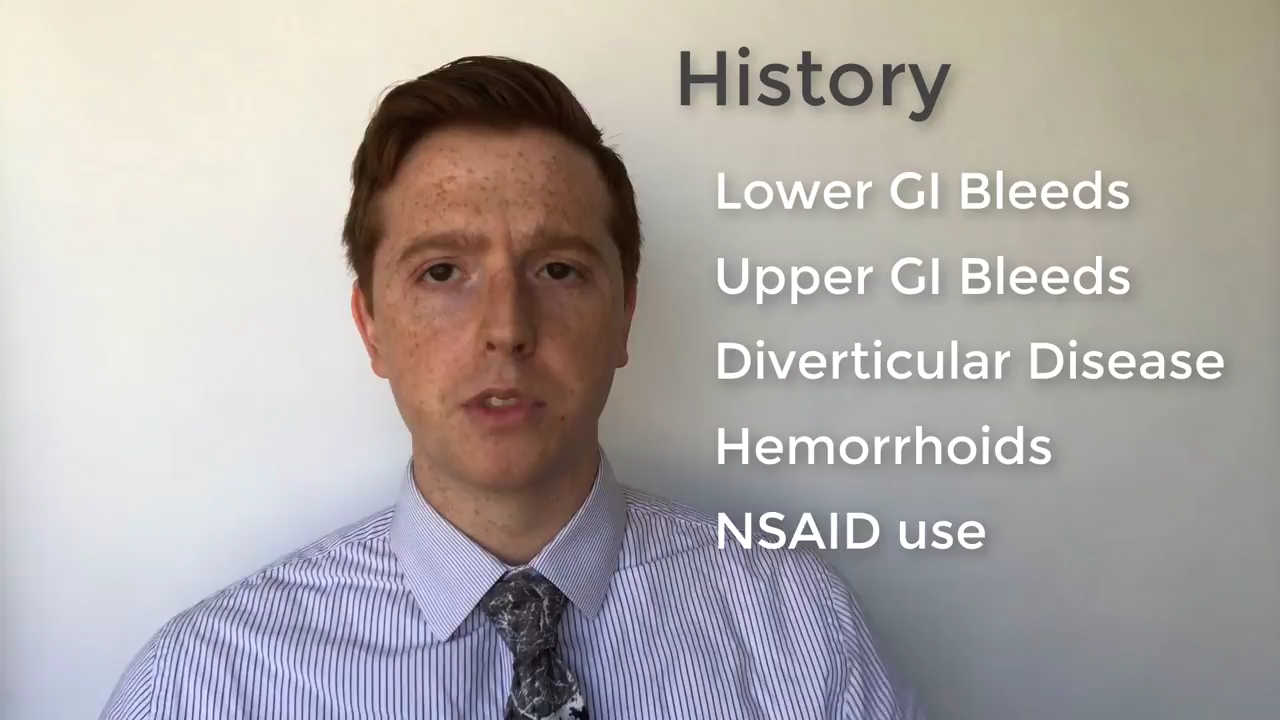 History
Lower GI Bleeds
Upper GI Bleeds
Diverticular Disease
Hemorrhoids
NSAID use